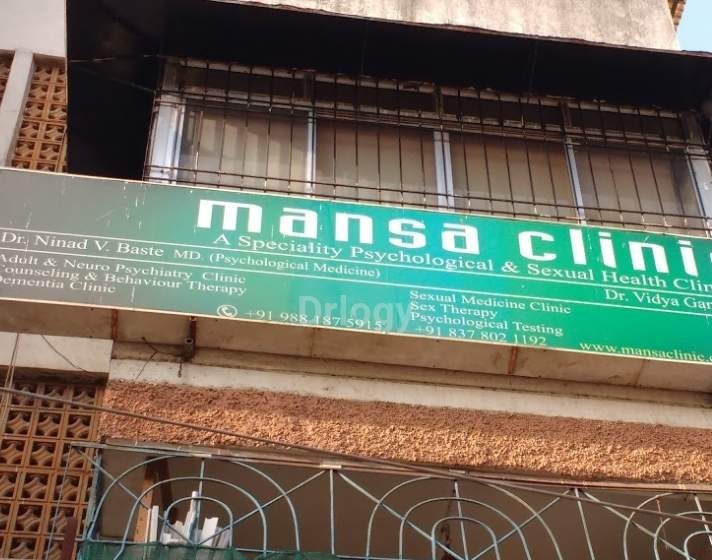 mansa clini
A Speciality Psychological & Sexual Health Clini
Dr. Ninad V. Baste MD. (Psychological Medicine)
Dr. Vidya Gan
Adult & Neuro Psychiatry Clinic
Counseling & Behaviour Therapy
Dementia Clinic
Sexual Medicine Clinic
Sex Therapy
Psychological Testing
+91 988 187 5915
+91 837 802 1192
www.mansaclinic.c
Drlogy